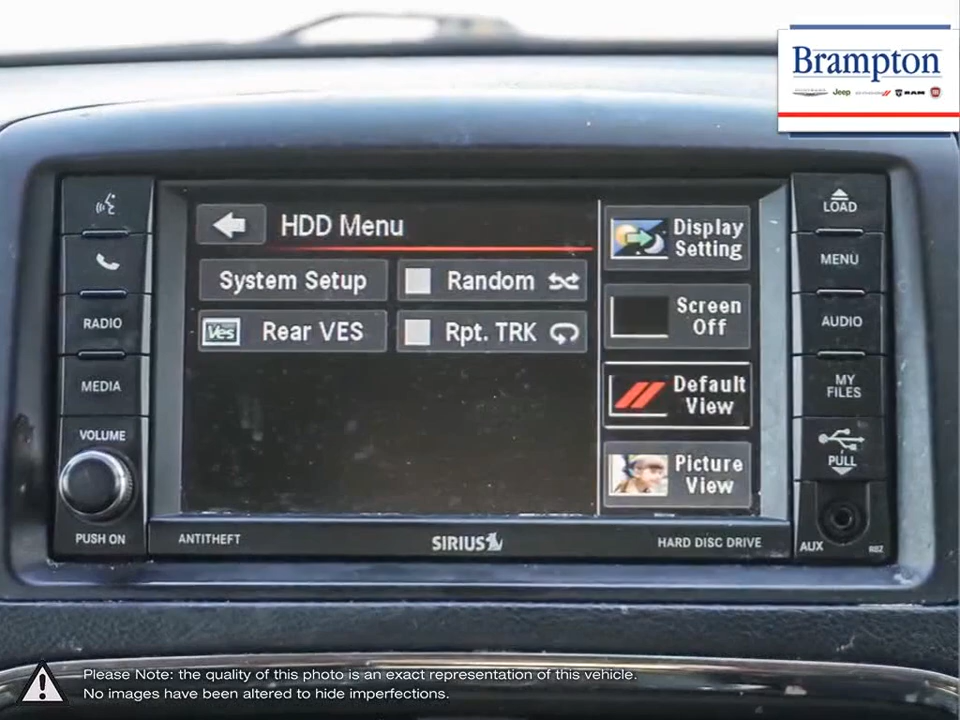 Brampton
Jeep
RAM
LOAD
HDD Menu
Display
Setting
MENU
System Setup
Random
Screen
Off
RADIO
AUDIO
Ves
Rear VES
Rpt. TRK
MEDIA
Default
View
MY
FILES
VOLUME
PULL
Picture
View
PUSH ON
ANTITHEFT
SIRIUS
HARD DISC DRIVE
AUX
RBZ
Please Note: the quality of this photo is an exact representation of this vehicle.
No images have been altered to hide imperfections.